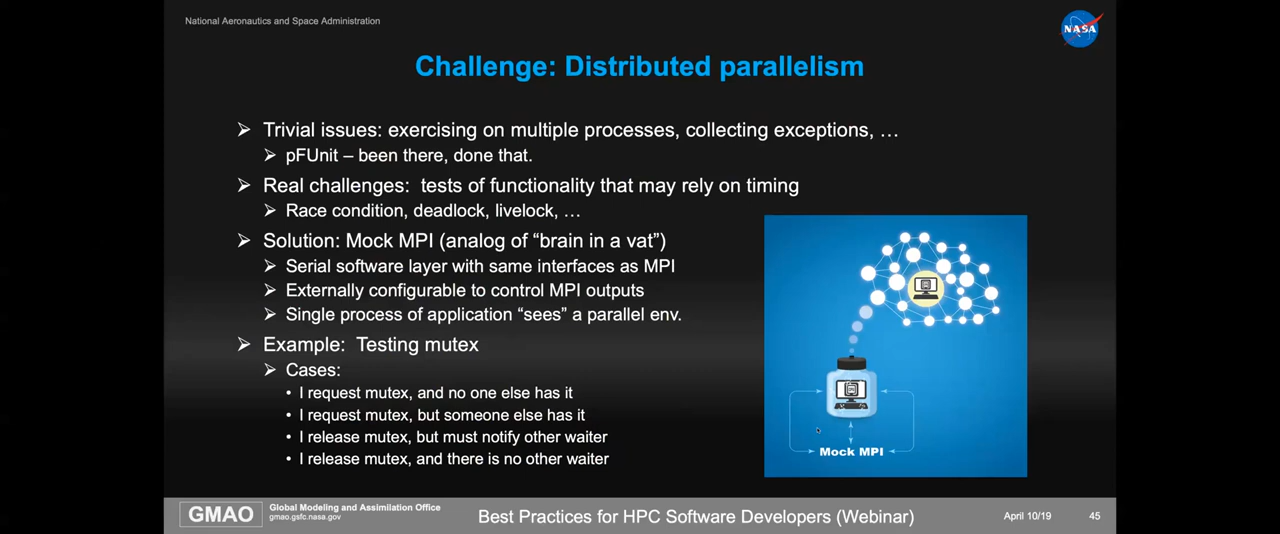 National Aeronautics and Space Administration
NASA
Challenge: Distributed parallelism
Trivial issues: exercising on multiple processes, collecting exceptions, …
pFUnit – been there, done that.
Real challenges:  tests of functionality that may rely on timing
Race condition, deadlock, livelock, …
Solution: Mock MPI (analog of “brain in a vat”)
Serial software layer with same interfaces as MPI
Externally configurable to control MPI outputs
Single process of application “sees” a parallel env.
Example:  Testing mutex
Cases:
• I request mutex, and no one else has it
• I request mutex, but someone else has it
• I release mutex, but must notify other waiter
• I release mutex, and there is no other waiter
Mock MPI
GMAO
Global Modeling and Assimilation Office
gmao.gsfc.nasa.gov
Best Practices for HPC Software Developers (Webinar)
April 10/19
45